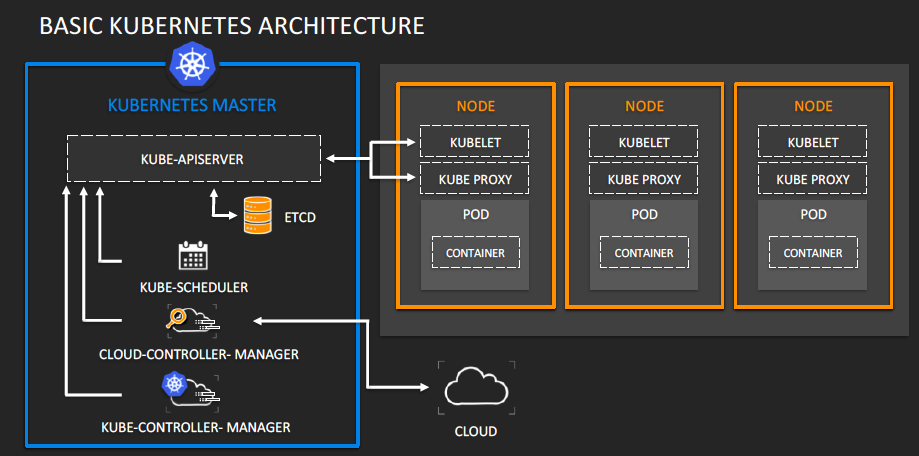 BASIC KUBERNETES ARCHITECTURE
KUBERNETES MASTER
KUBE-APISERVER
ETCD
KUBE-SCHEDULER
CLOUD-CONTROLLER- MANAGER
KUBE-CONTROLLER- MANAGER
NODE
KUBELET
KUBE PROXY
POD
CONTAINER
NODE
KUBELET
KUBE PROXY
POD
CONTAINER
NODE
KUBELET
KUBE PROXY
POD
CONTAINER
CLOUD